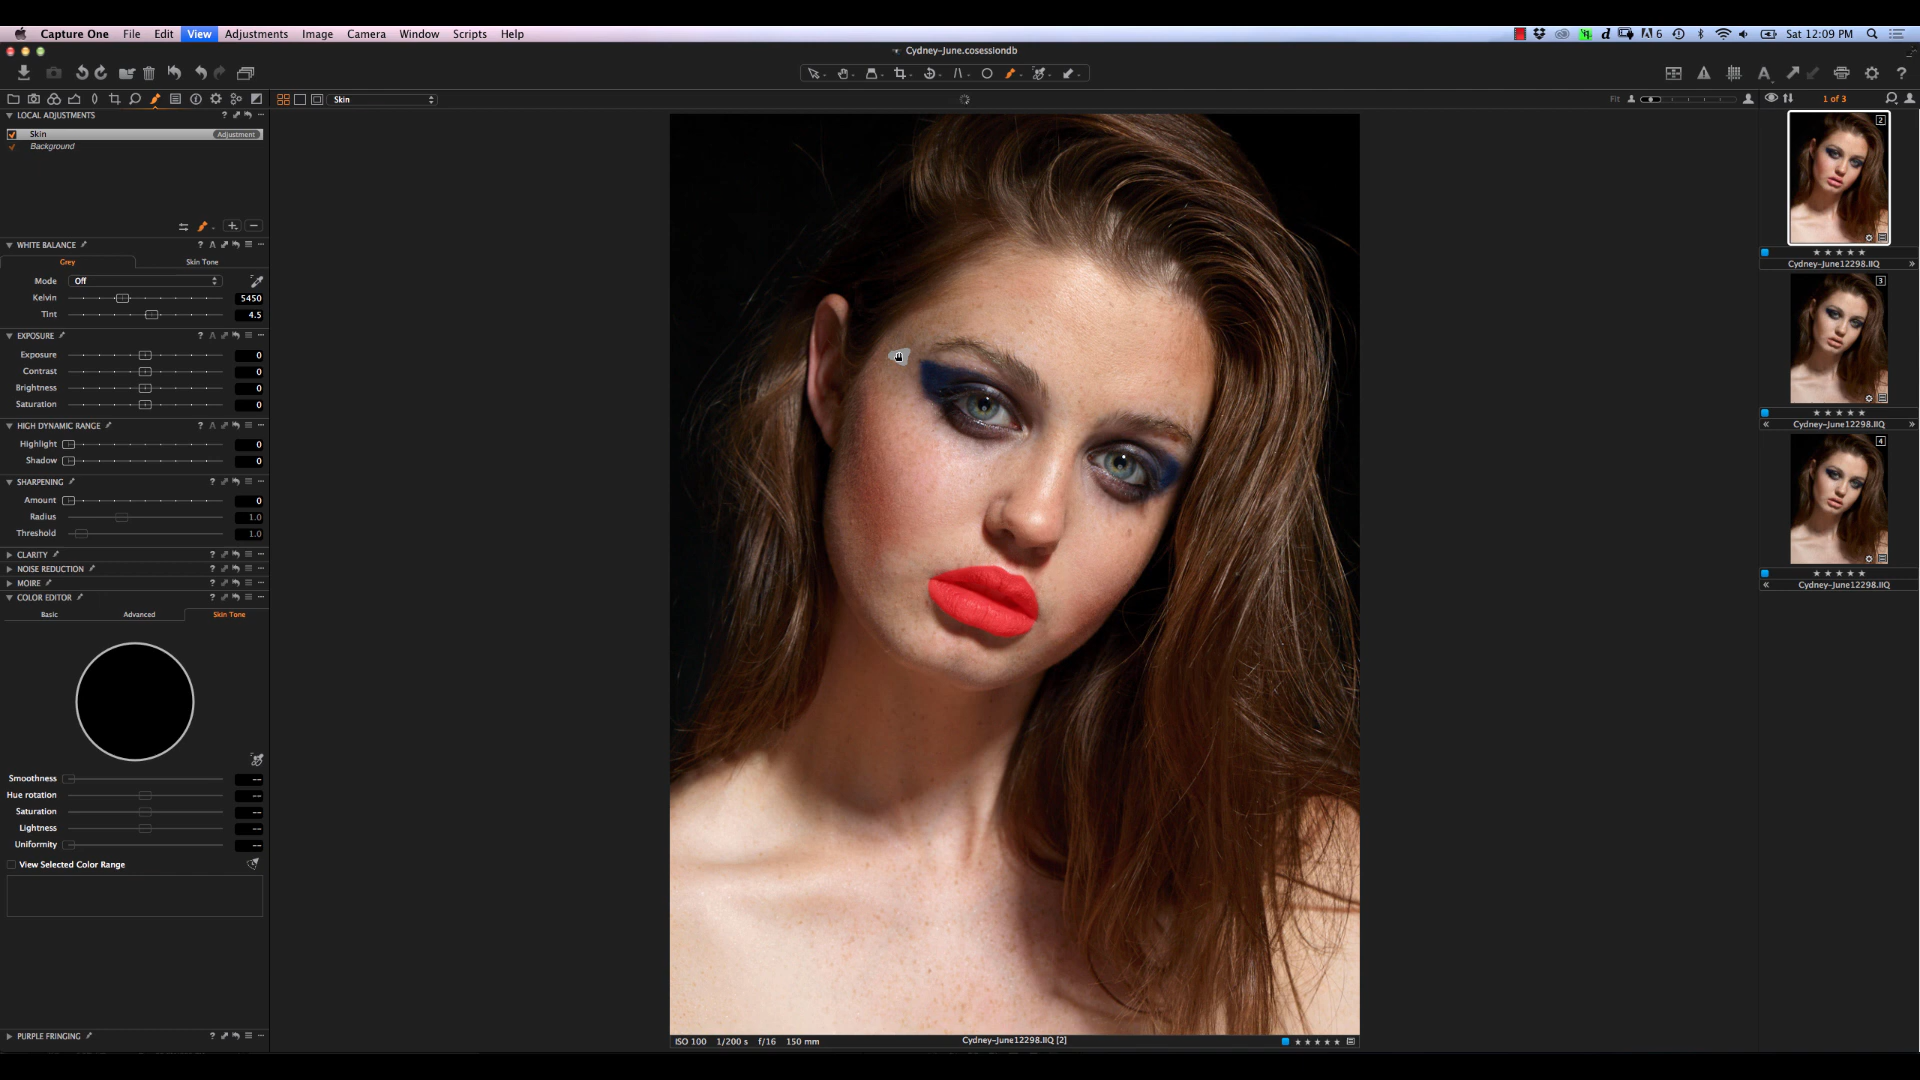 Capture One File Edit View Adjustments Image Camera Window Scripts Help
6 Sat 12:09 PM
Cydney-June.cosessiondb
Skin
Fit
1 of 3
LOCAL ADJUSTMENTS
Skin Adjustment
Background
WHITE BALANCE
Grey Skin Tone
Mode Off
Kelvin 5450
Tint 4.5
EXPOSURE
Exposure 0
Contrast 0
Brightness 0
Saturation 0
HIGH DYNAMIC RANGE
Highlight 0
Shadow 0
SHARPENING
Amount 0
Radius 1.0
Threshold 1.0
CLARITY
NOISE REDUCTION
MOIRE
COLOR EDITOR
Basic Advanced Skin Tone
Smoothness --
Hue rotation --
Saturation --
Lightness --
Uniformity --
View Selected Color Range
PURPLE FRINGING
ISO 100 1/200 s f/16 150 mm
Cydney-June12298.IIQ [2]
2
Cydney-June12298.IIQ
3
Cydney-June12298.IIQ
4
Cydney-June12298.IIQ